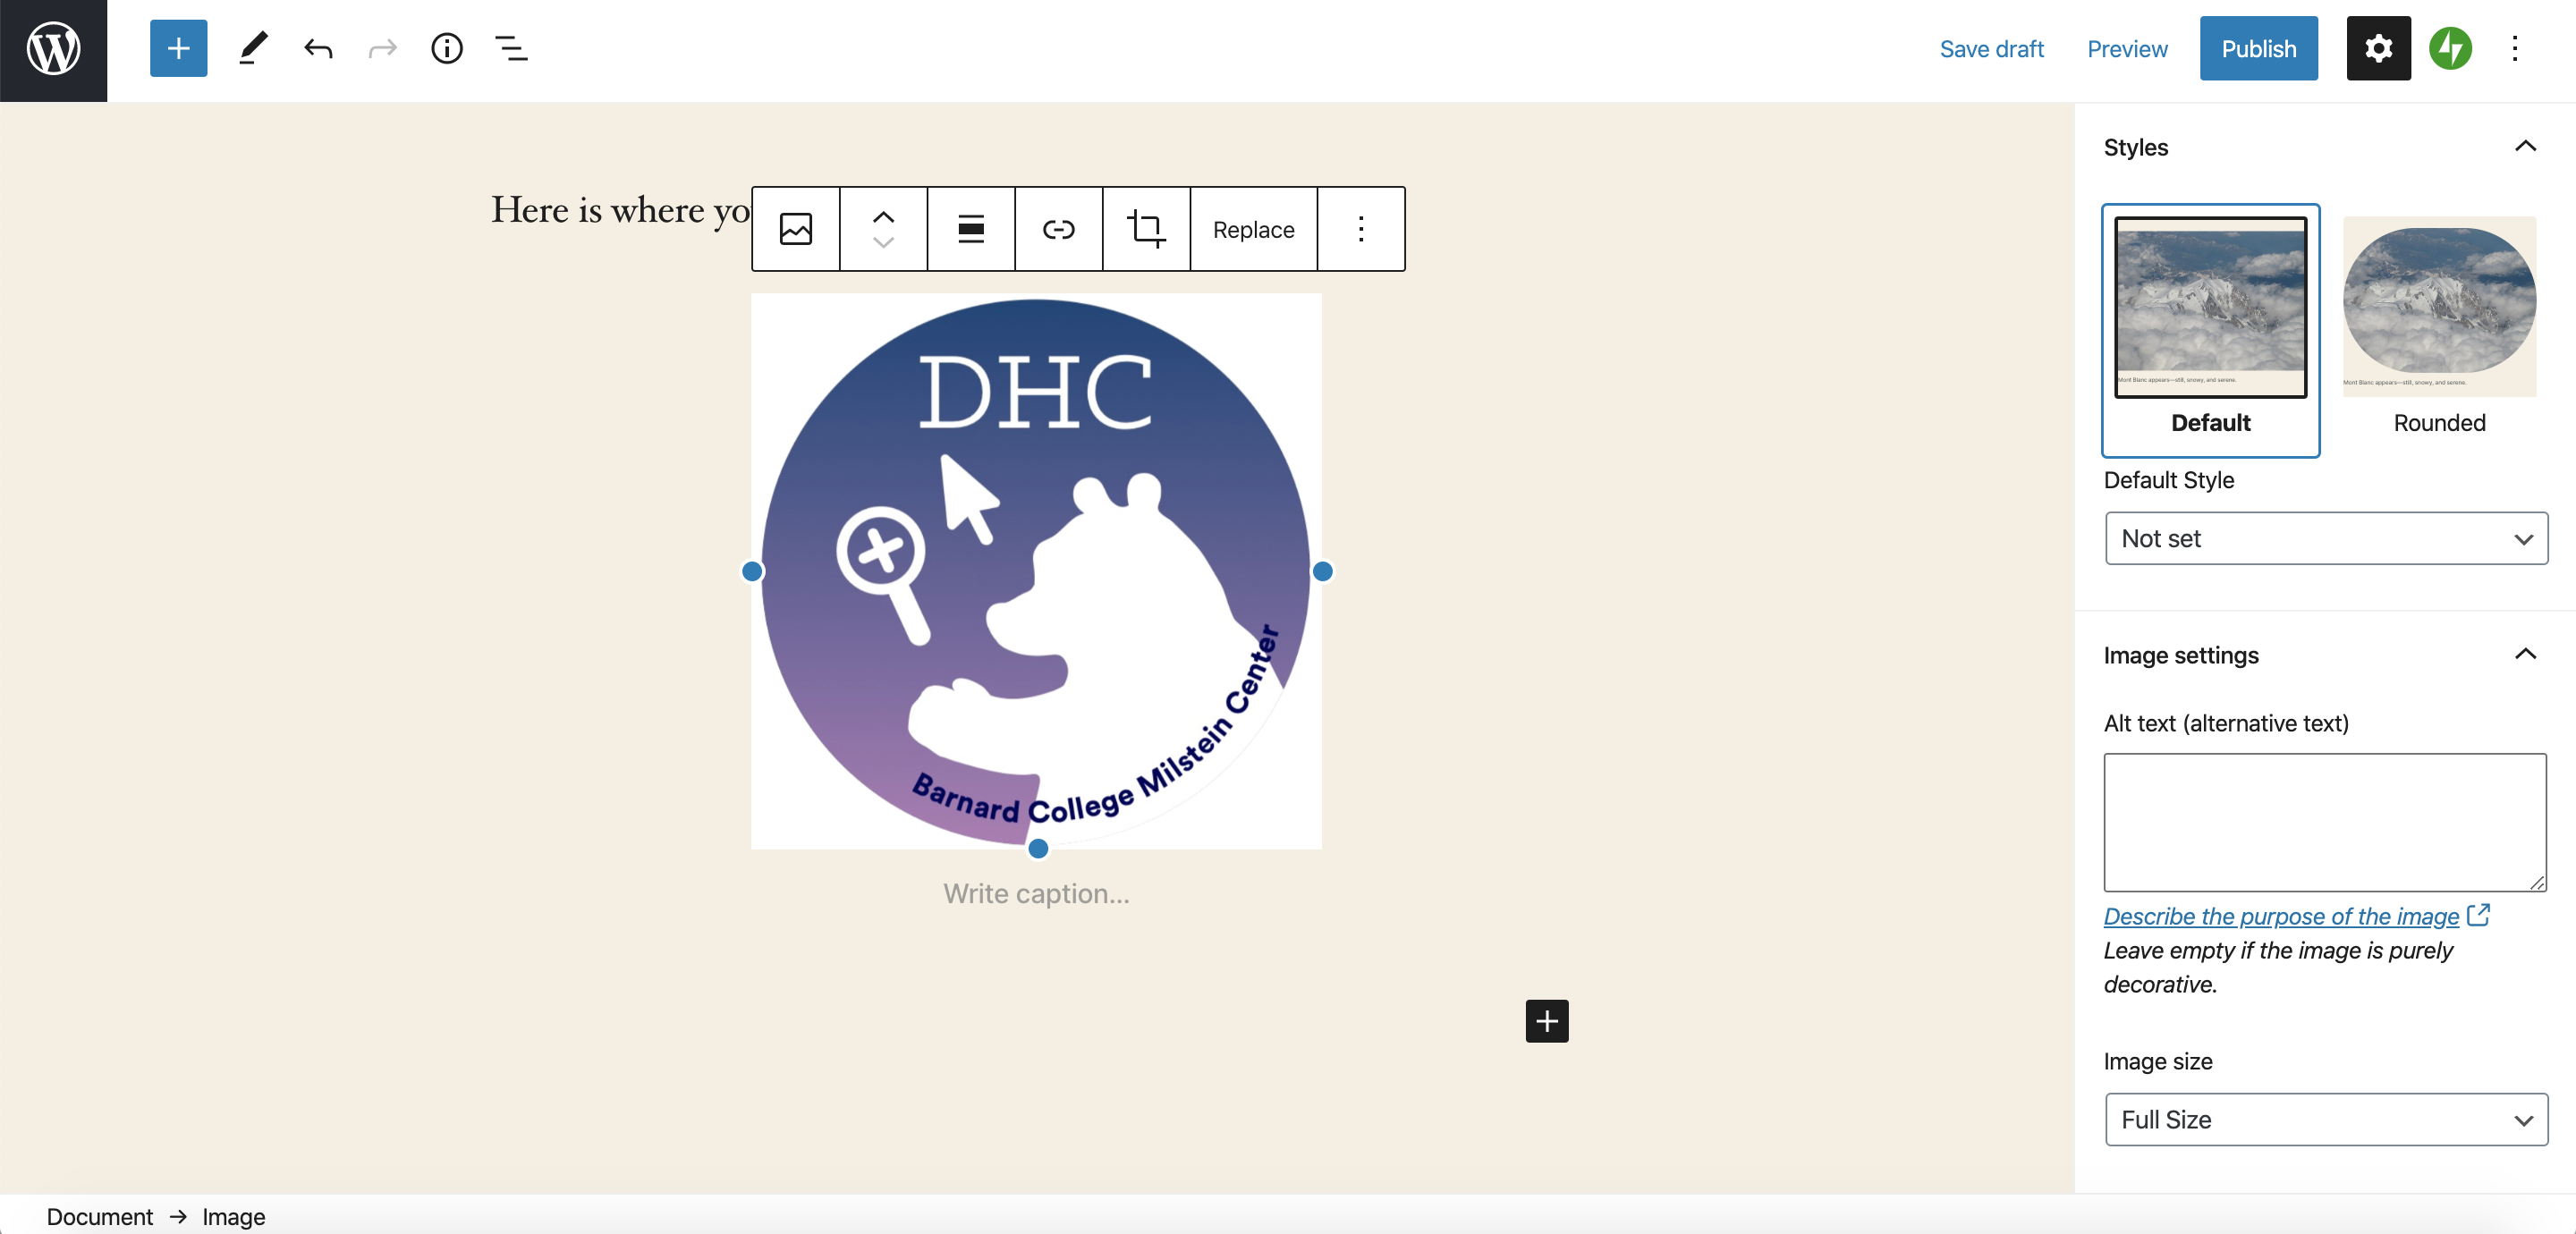 Save draft
Preview
Publish
Here is where yo
Replace
DHC
Barnard College Milstein Center
Write caption...
Styles
Mont Blanc appears—still, snowy, and serene.
Mont Blanc appears—still, snowy, and serene.
Default
Rounded
Default Style
Not set
Image settings
Alt text (alternative text)
Describe the purpose of the image
Leave empty if the image is purely
decorative.
Image size
Full Size
Document → Image